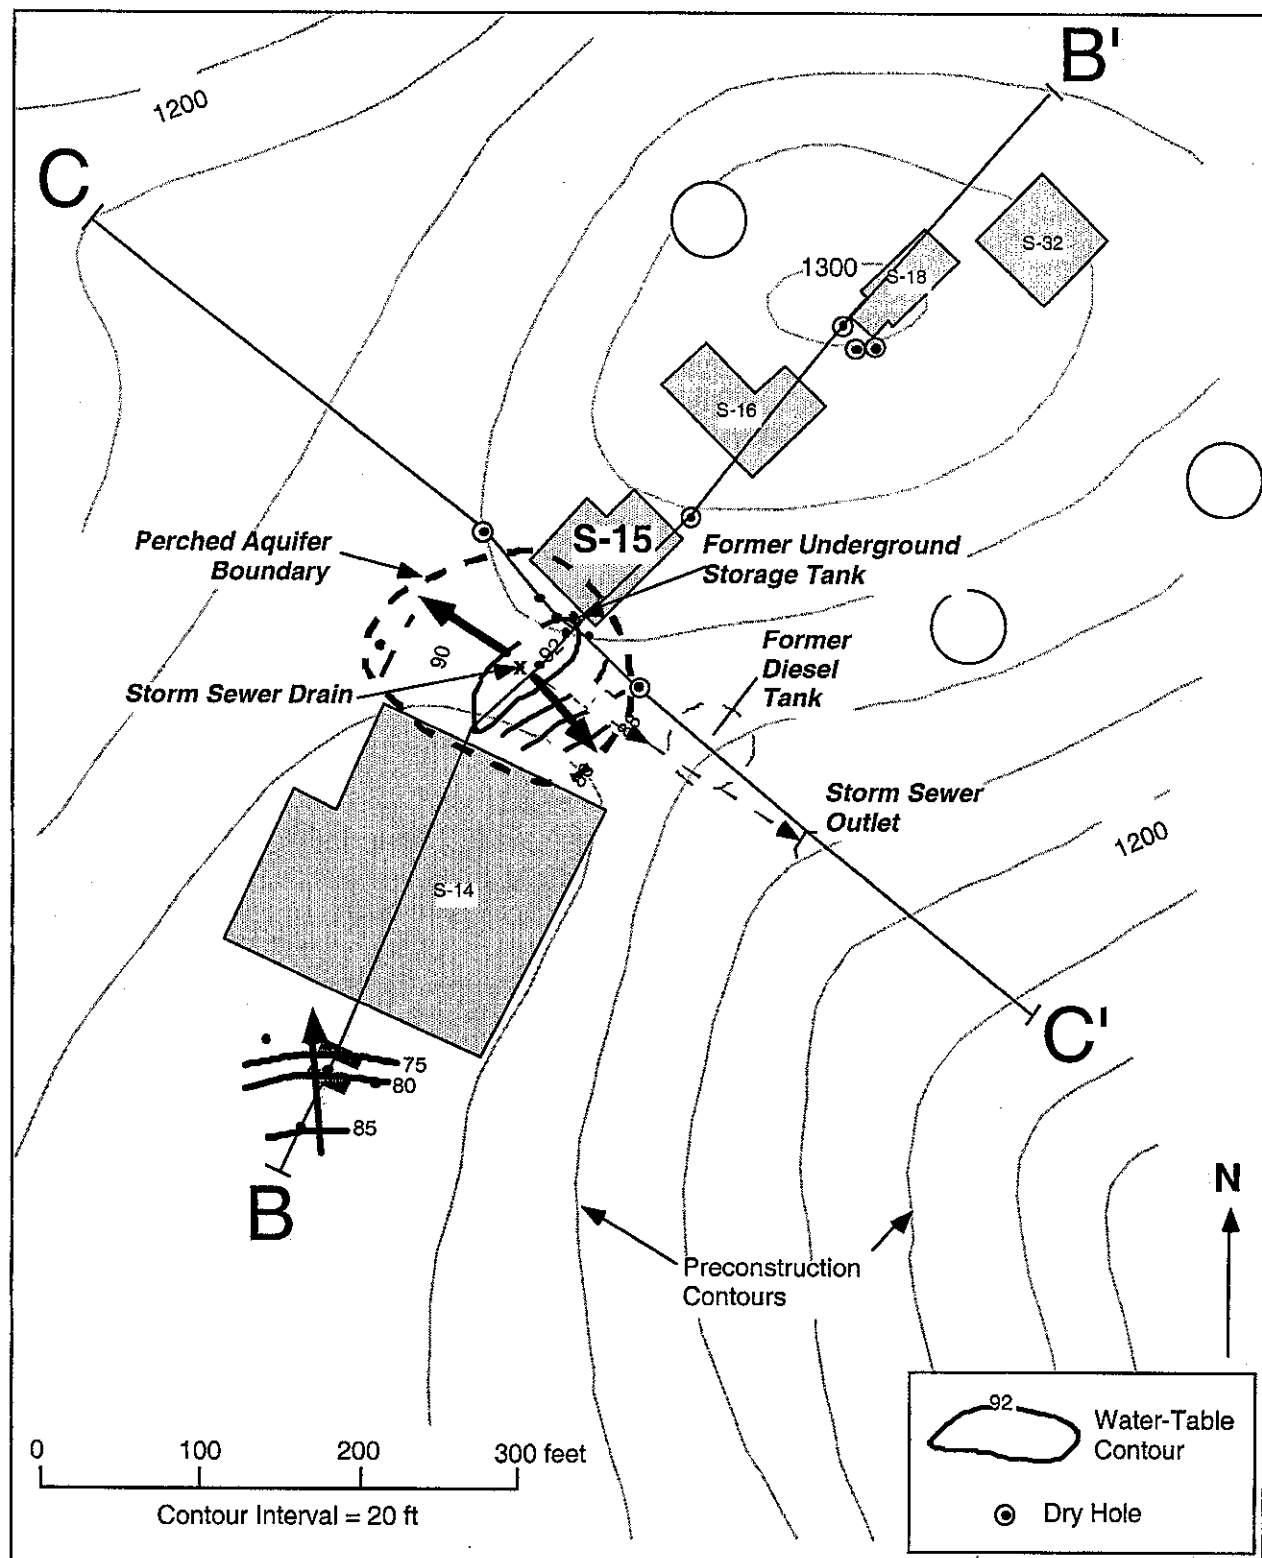 B'
1200
C
S-32
1300
S-18
S-16
S-15
Perched Aquifer
Boundary
Former Underground
Storage Tank
92
90
Former
Diesel
Tank
Storm Sewer Drain
Storm Sewer
Outlet
1200
S-14
C'
75
80
85
B
N
Preconstruction
Contours
92
Water-Table
Contour
0 100 200 300 feet
Contour Interval = 20 ft
Dry Hole